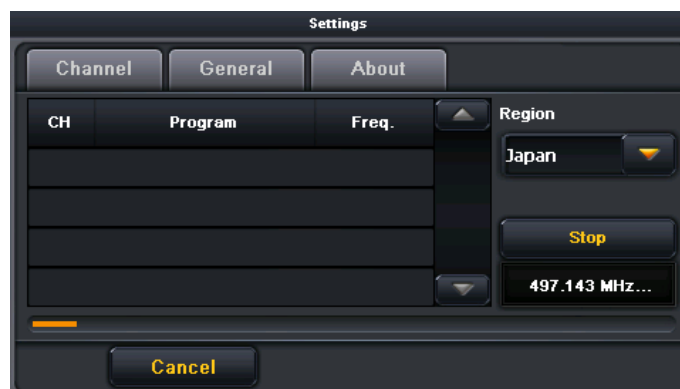 Settings
Channel General About
CH Program Freq.
Region
Japan
Stop
497.143 MHz...
Cancel